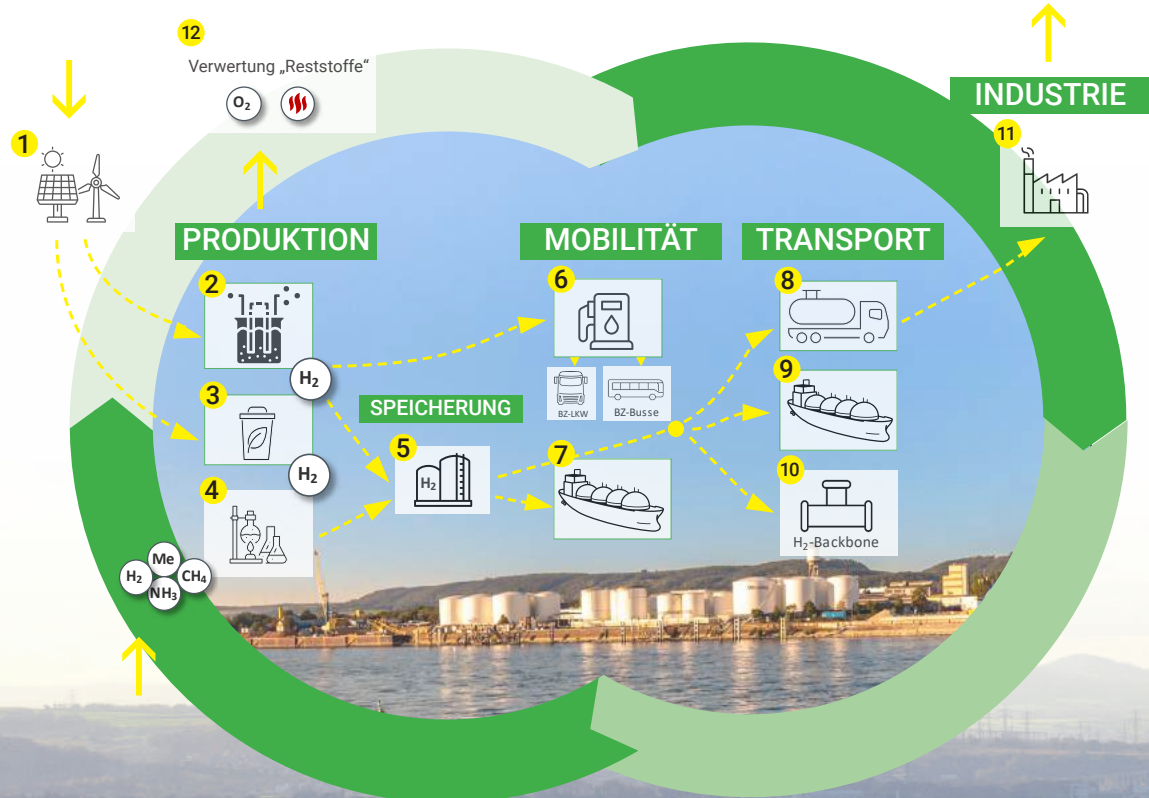 12
Verwertung „Reststoffe“
O₂
INDUSTRIE
1
11
PRODUKTION
MOBILITÄT
TRANSPORT
2
6
8
H₂
3
9
BZ-LKW
BZ-Busse
SPEICHERUNG
H₂
5
7
10
H₂
4
H₂-Backbone
Me
H₂
CH₄
NH₃